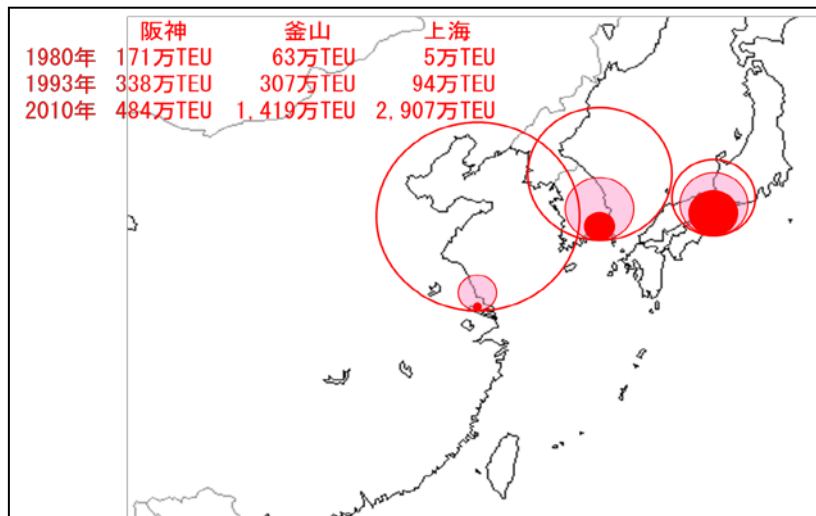 阪神 釜山 上海
1980年 171万TEU 63万TEU 5万TEU
1993年 338万TEU 307万TEU 94万TEU
2010年 484万TEU 1,419万TEU 2,907万TEU